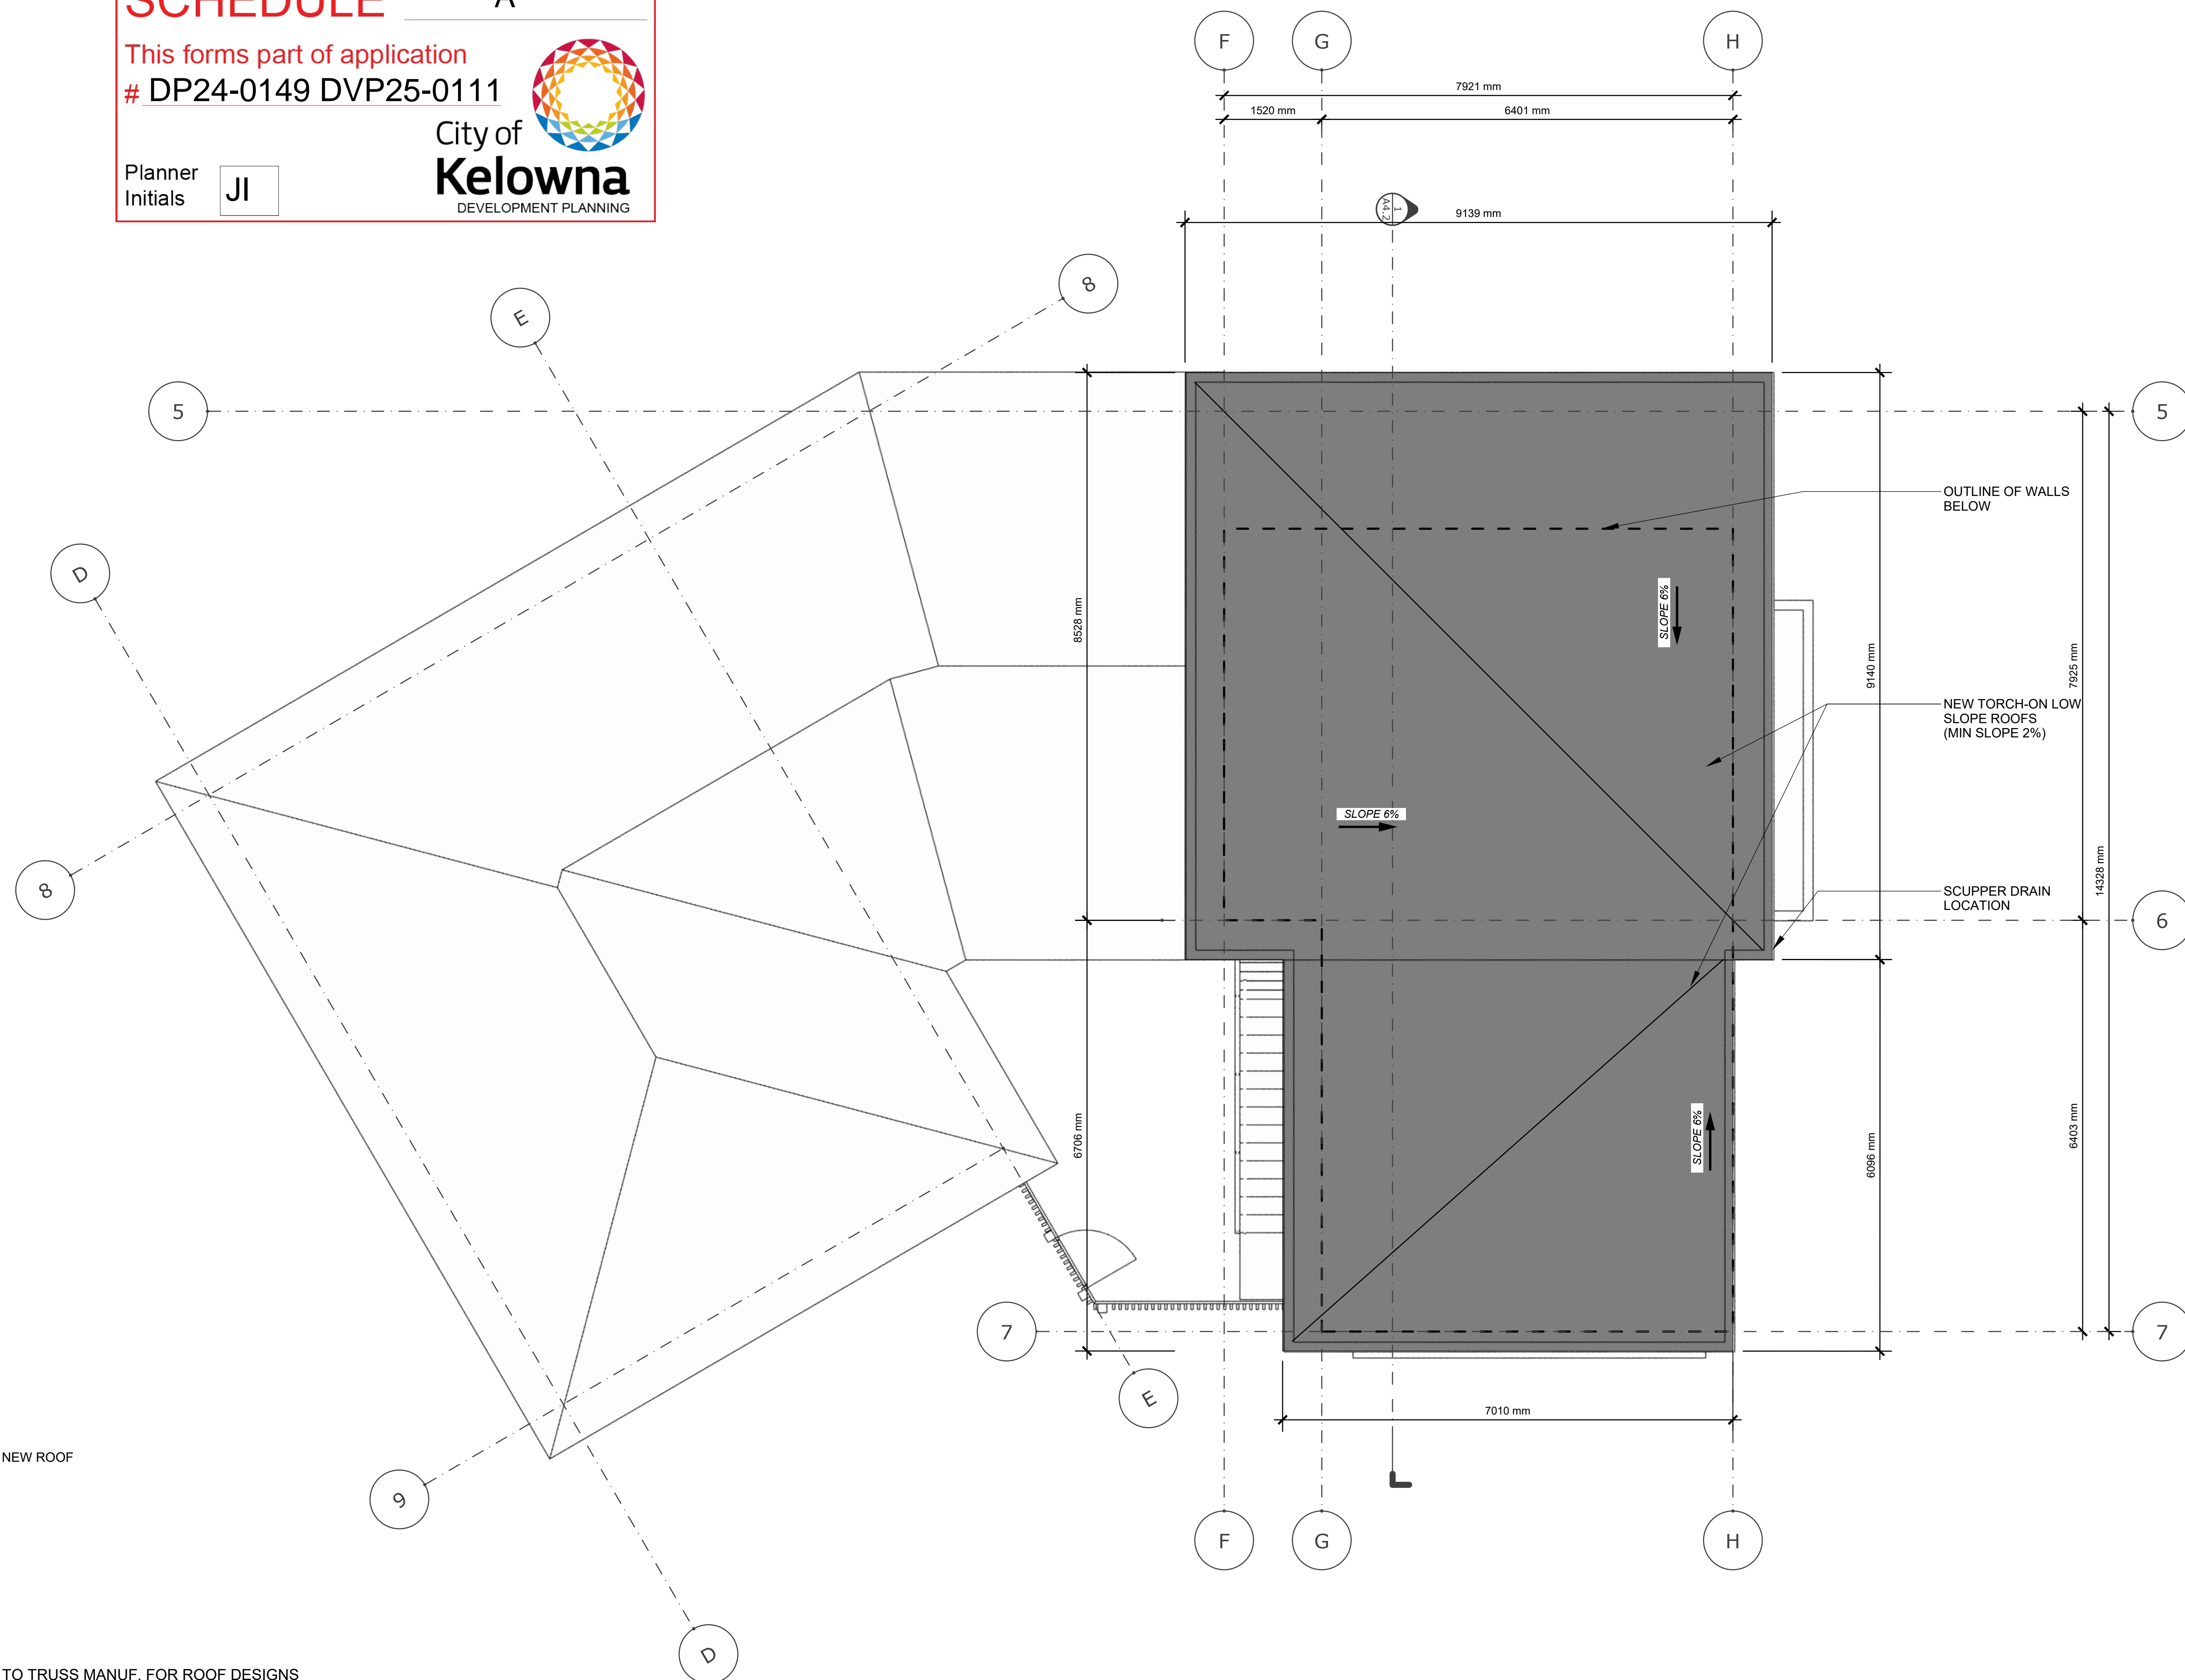 SCHEDULE A
This forms part of application
# DP24-0149 DVP25-0111
City of
Kelowna
DEVELOPMENT PLANNING
Planner
Initials JI
F G H
7921 mm
1520 mm 6401 mm
1
A4.2
9139 mm
8
E
5 5
OUTLINE OF WALLS
BELOW
D
SLOPE 6%
8528 mm
9140 mm
7925 mm
NEW TORCH-ON LOW
SLOPE ROOFS
(MIN SLOPE 2%)
SLOPE 6%
14328 mm
8
SCUPPER DRAIN
LOCATION
6
SLOPE 6%
6706 mm
6096 mm
6403 mm
7 7
E
7010 mm
NEW ROOF
9
F G H
D
TO TRUSS MANUF. FOR ROOF DESIGNS